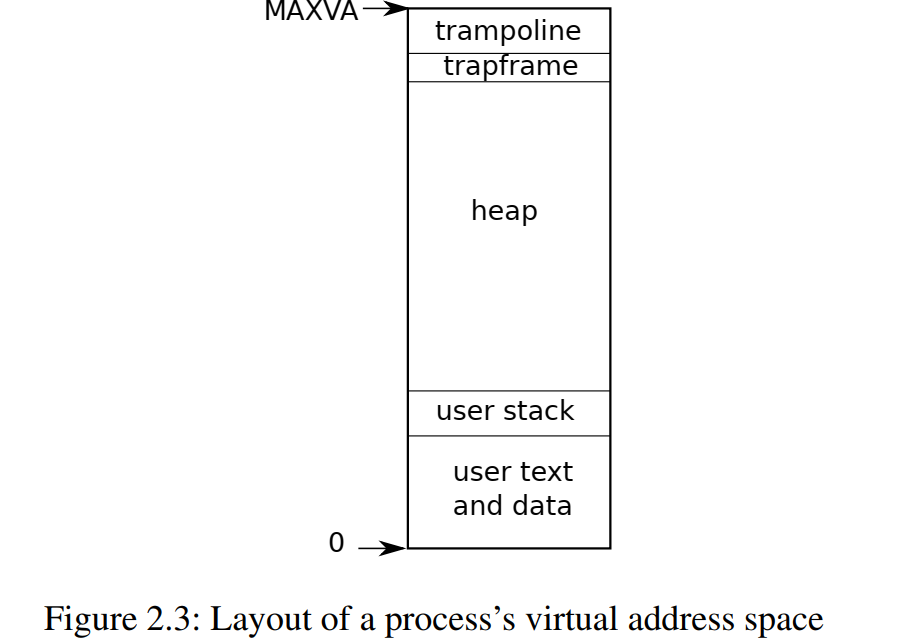 MAXVA
trampoline
trapframe
heap
user stack
user text
and data
0
Figure 2.3: Layout of a process’s virtual address space